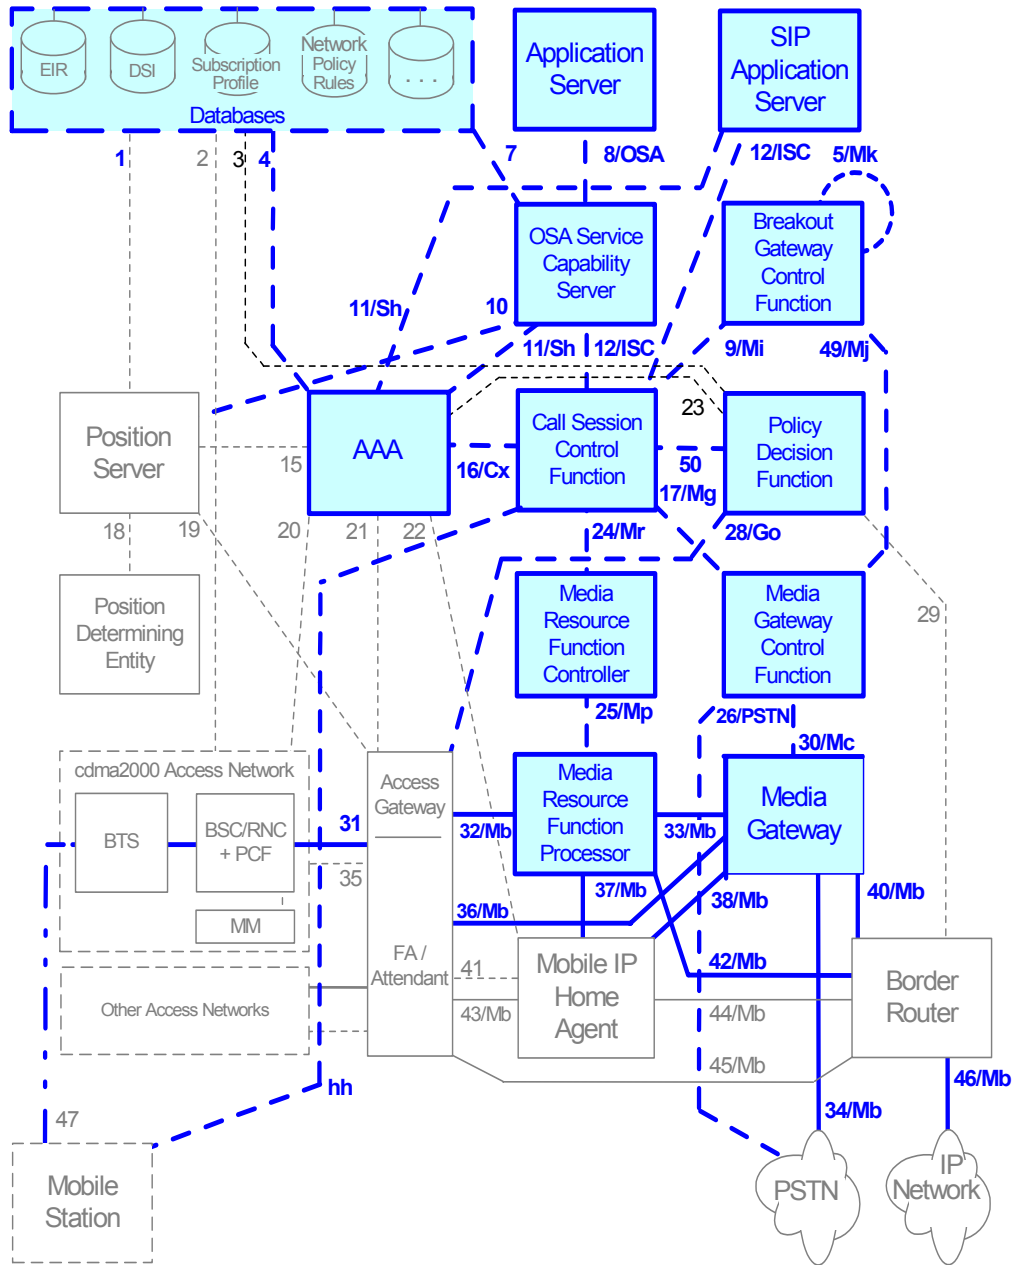 EIR
DSI
Subscription
Profile
Network
Policy
Rules
. . .
Databases
Application
Server
SIP
Application
Server
1
2
3
4
7
8/OSA
12/ISC
5/Mk
OSA Service
Capability
Server
Breakout
Gateway
Control
Function
11/Sh
10
11/Sh
12/ISC
9/Mi
49/Mj
23
Position
Server
15
AAA
16/Cx
Call Session
Control
Function
50
17/Mg
Policy
Decision
Function
18
19
20
21
22
24/Mr
28/Go
Position
Determining
Entity
Media
Resource
Function
Controller
Media
Gateway
Control
Function
29
25/Mp
26/PSTN
30/Mc
cdma2000 Access Network
BTS
BSC/RNC
+ PCF
MM
31
35
Access
Gateway
32/Mb
Media
Resource
Function
Processor
33/Mb
Media
Gateway
36/Mb
37/Mb
38/Mb
40/Mb
FA /
Attendant
41
42/Mb
43/Mb
Mobile IP
Home
Agent
44/Mb
Border
Router
Other Access Networks
45/Mb
46/Mb
hh
34/Mb
47
Mobile
Station
PSTN
IP
Network